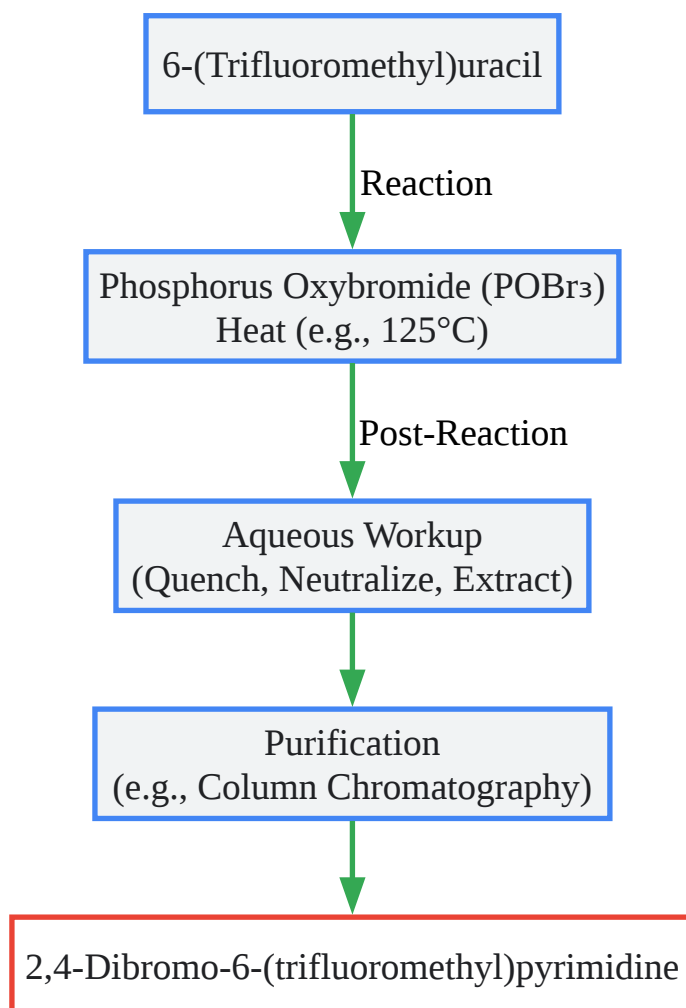 6-(Trifluoromethyl)uracil
Reaction
Phosphorus Oxybromide (POBr₃)
Heat (e.g., 125°C)
Post-Reaction
Aqueous Workup
(Quench, Neutralize, Extract)
Purification
(e.g., Column Chromatography)
2,4-Dibromo-6-(trifluoromethyl)pyrimidine